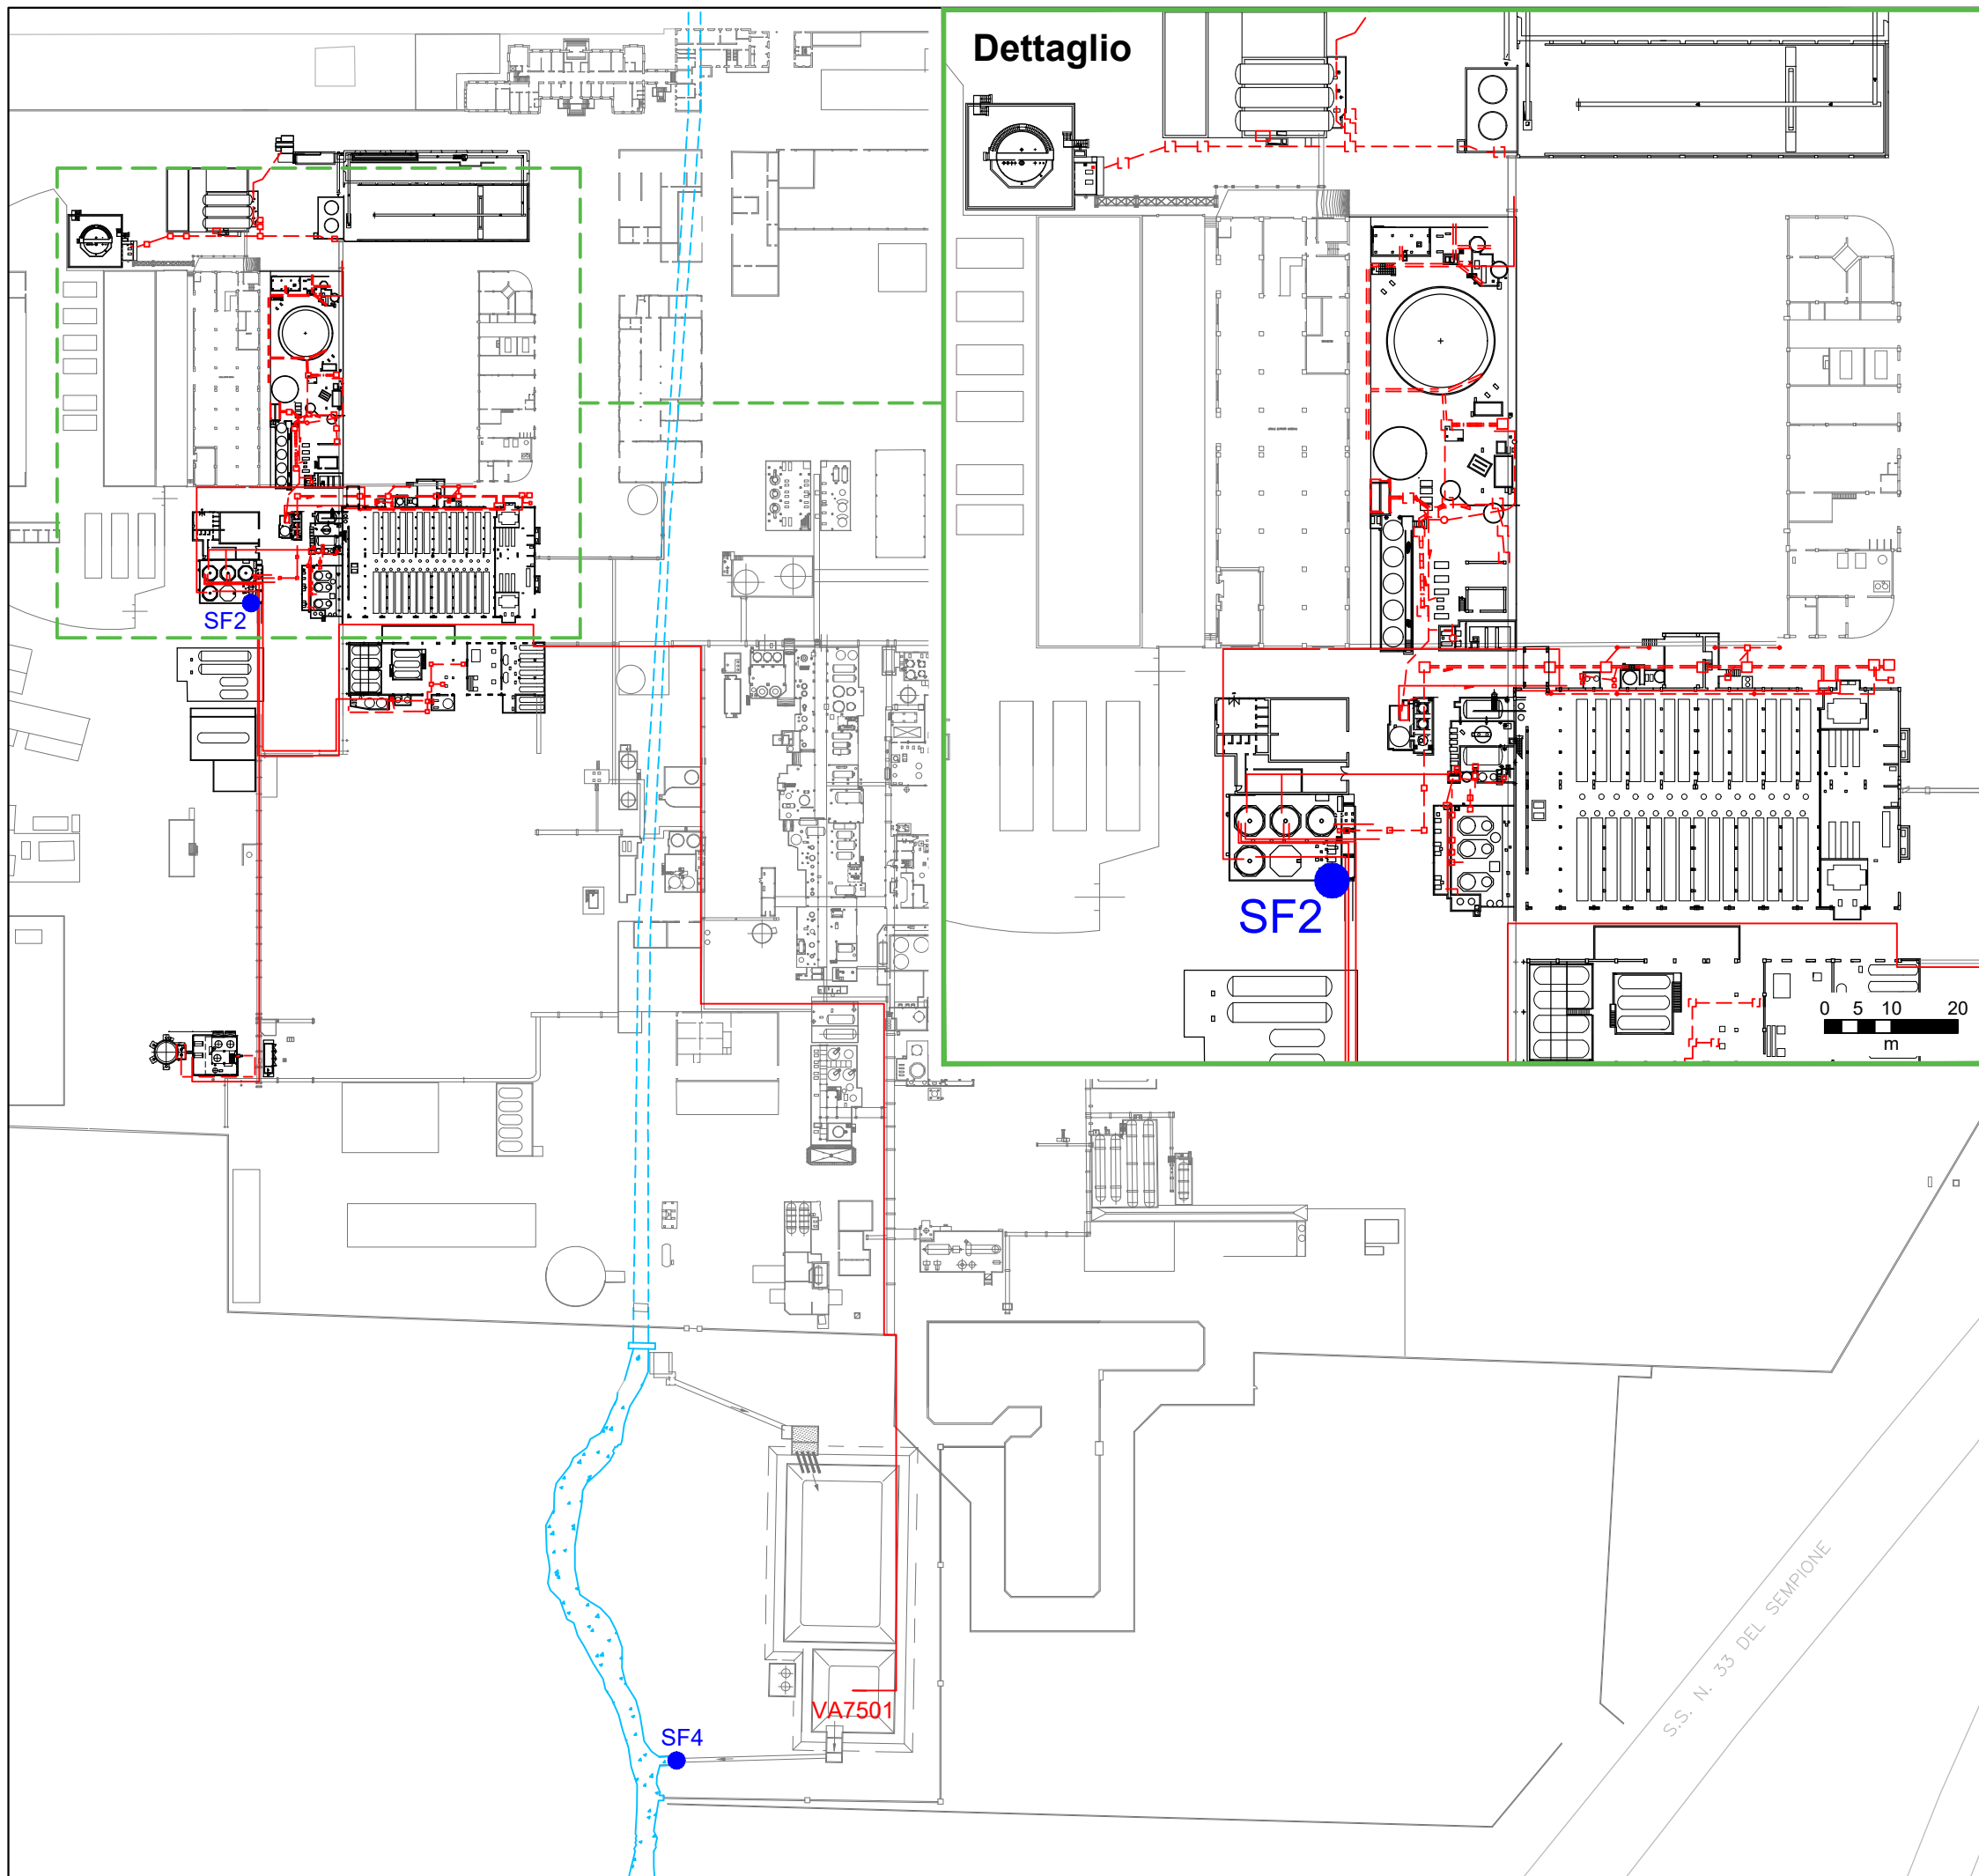 Dettaglio
SF2
SF2
0 5 10 20
m
VA7501
SF4
S.S. N. 33 DEL SEMPIONE